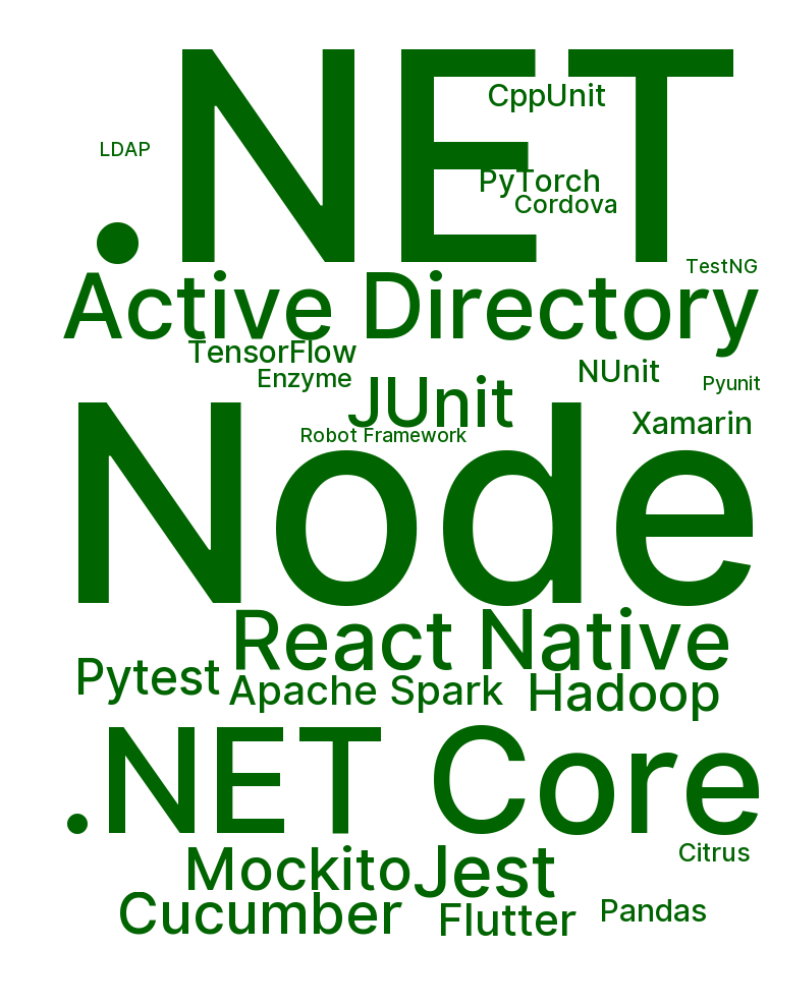 .NET
CppUnit
LDAP
PyTorch
Cordova
TestNG
Active Directory
TensorFlow
Enzyme
NUnit
Pyunit
JUnit
Xamarin
Robot Framework
Node
React Native
Pytest
Apache Spark
Hadoop
.NET Core
Citrus
Mockito
Jest
Cucumber
Flutter
Pandas